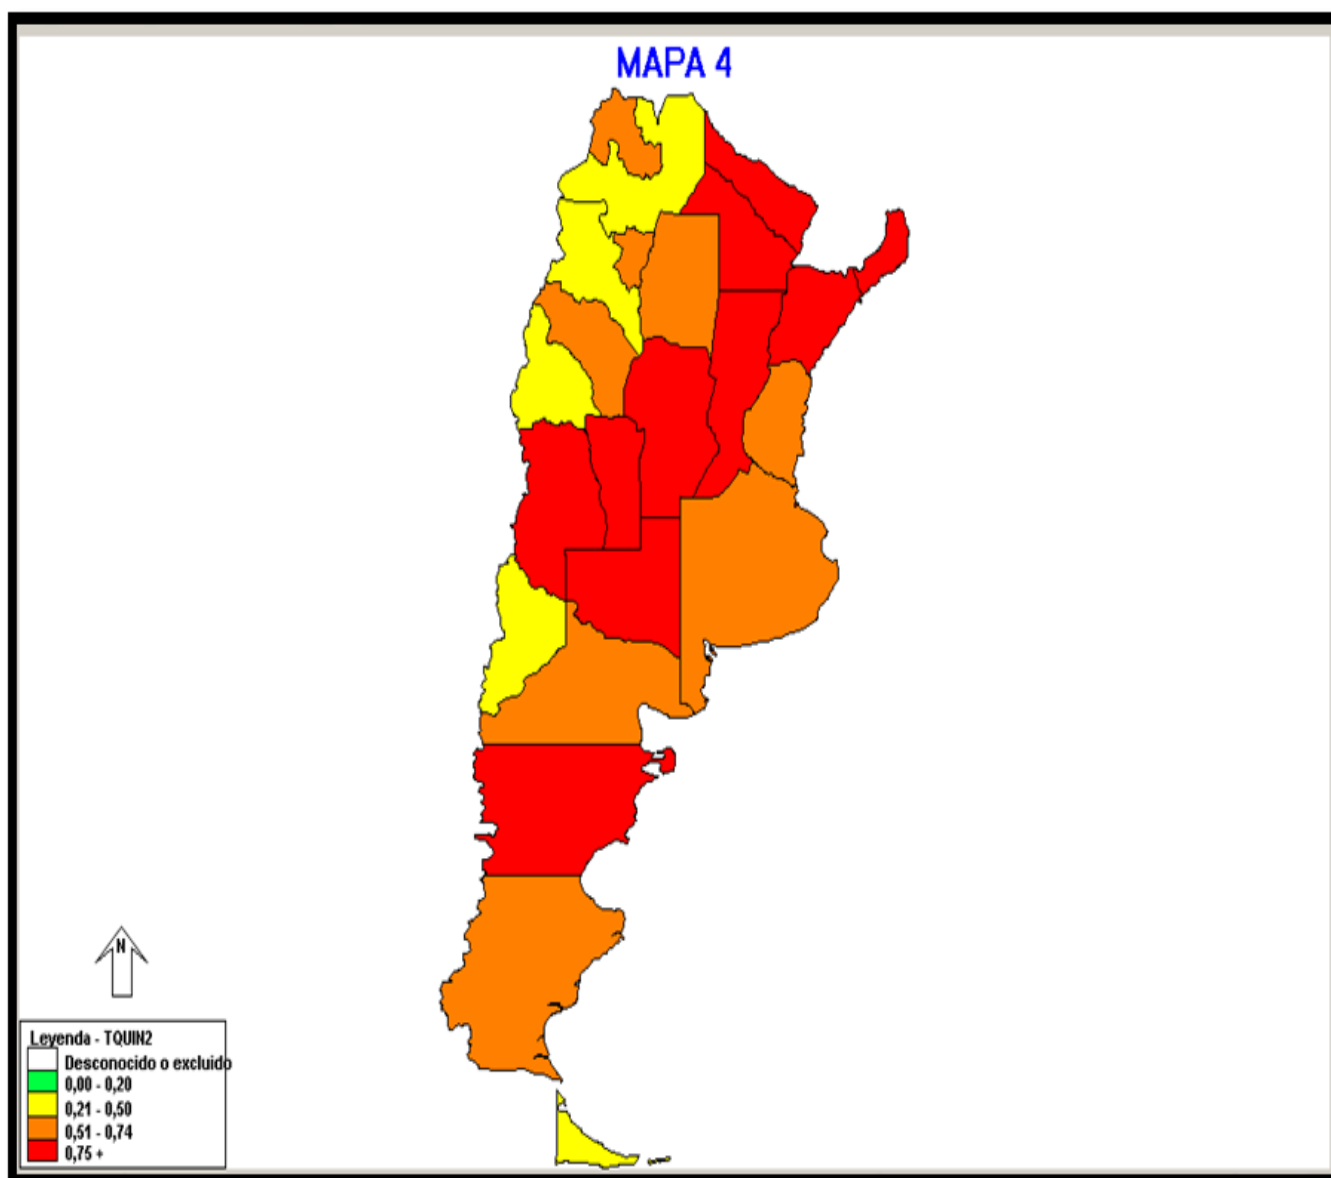 MAPA 4
N
Leyenda - TQUIN2
Desconocido o excluido
0,00 - 0,20
0,21 - 0,50
0,51 - 0,74
0,75 +